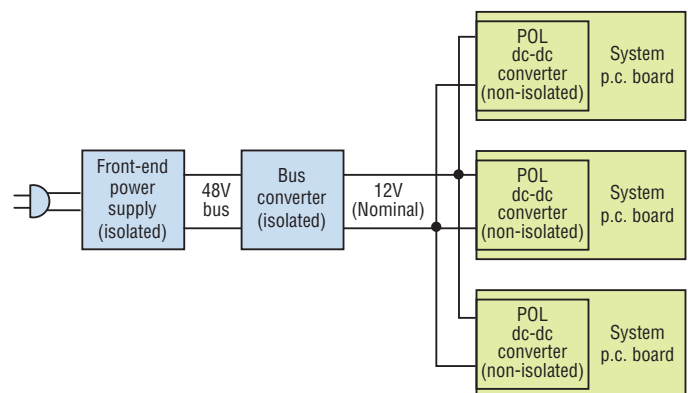 Front-end
power
supply
(isolated)
48V
bus
Bus
converter
(isolated)
12V
(Nominal)
POL
dc-dc
converter
(non-isolated)
System
p.c. board
POL
dc-dc
converter
(non-isolated)
System
p.c. board
POL
dc-dc
converter
(non-isolated)
System
p.c. board